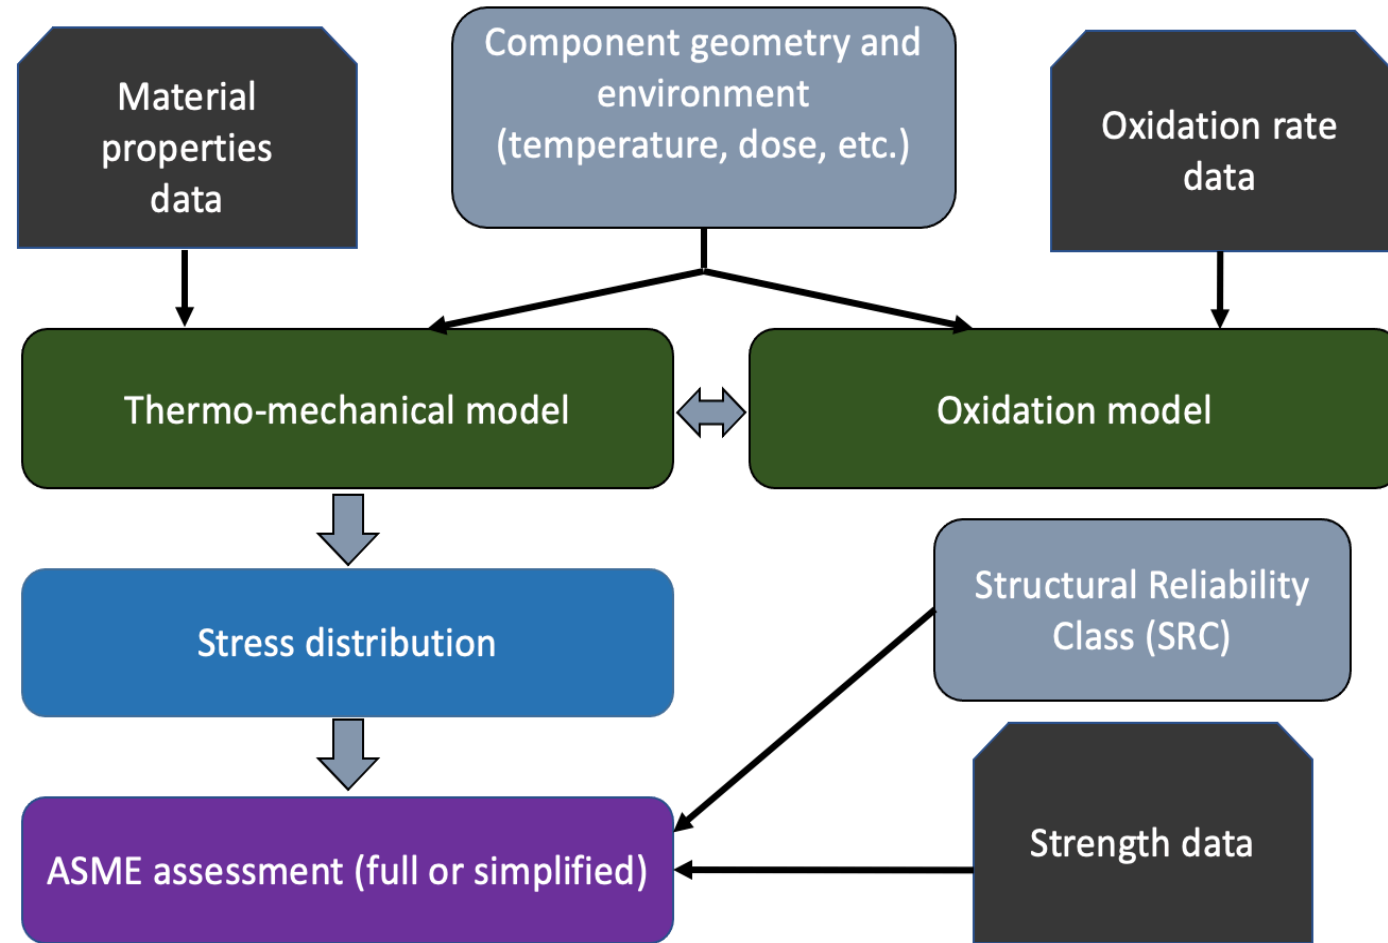 Material
properties
data
Component geometry and
environment
(temperature, dose, etc.)
Oxidation rate
data
Thermo-mechanical model
Oxidation model
Stress distribution
Structural Reliability
Class (SRC)
ASME assessment (full or simplified)
Strength data